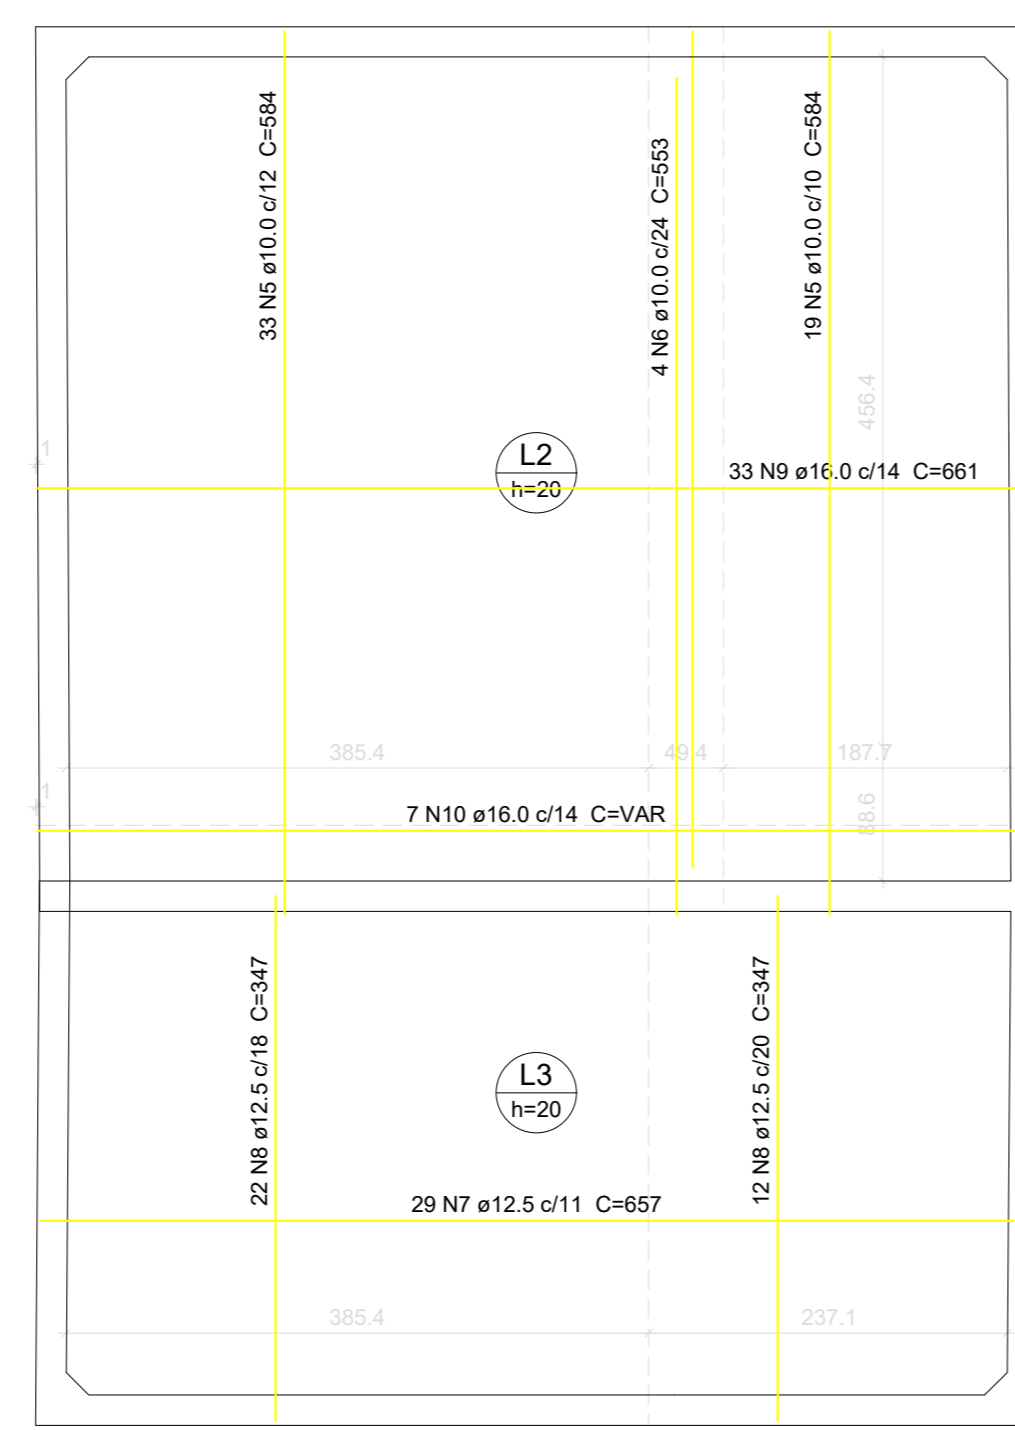 33 N5 ø10.0 c/12 C=584
4 N6 ø10.0 c/24 C=553
19 N5 ø10.0 c/10 C=584
456.4
1
L2
h=20
33 N9 ø16.0 c/14 C=661
385.4
49.4
187.7
1
7 N10 ø16.0 c/14 C=VAR
88.6
22 N8 ø12.5 c/18 C=347
12 N8 ø12.5 c/20 C=347
L3
h=20
29 N7 ø12.5 c/11 C=657
385.4
237.1